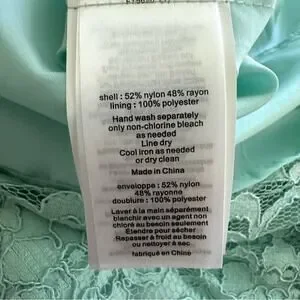 shell : 52% nylon 48% rayon
lining : 100% polyester
Hand wash separately
only non-chlorine bleach
as needed
Line dry
Cool iron as needed
or dry clean
Made in China
enveloppe : 52% nylon
48% rayonne
doublure : 100% polyester
Laver à la main séparément
blanchir avec un agent non
chloré au besoin seulement
Étendre pour sécher
Repasser à froid au besoin
ou nettoyer à sec
fabriqué en Chine